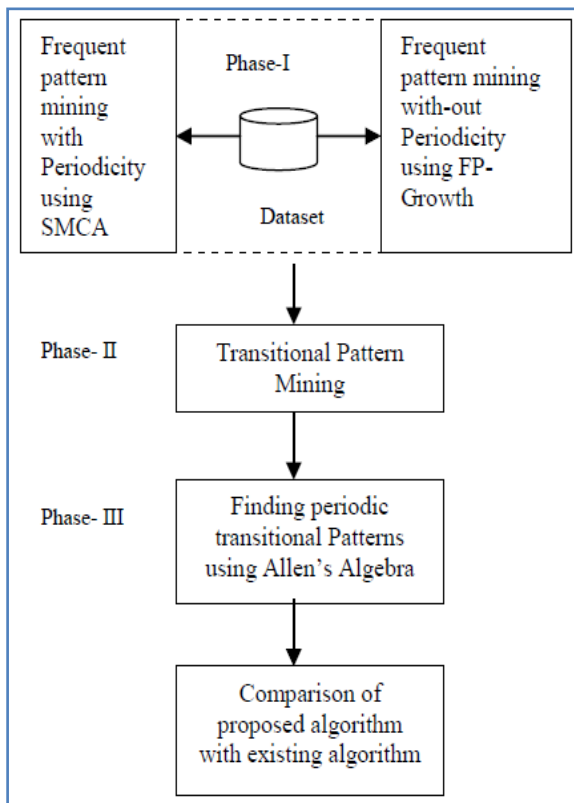 Frequent
pattern
mining
with
Periodicity
using
SMCA
Phase-I
Dataset
Frequent
pattern mining
with-out
Periodicity
using FP-
Growth
Phase- II
Transitional Pattern
Mining
Phase- III
Finding periodic
transitional Patterns
using Allen’s Algebra
Comparison of
proposed algorithm
with existing algorithm